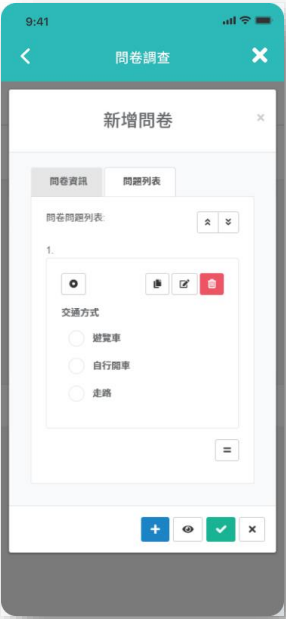 9:41
問卷調查
新增問卷
問卷資訊 問題列表
問卷問題列表:
1.
交通方式
遊覽車
自行開車
走路